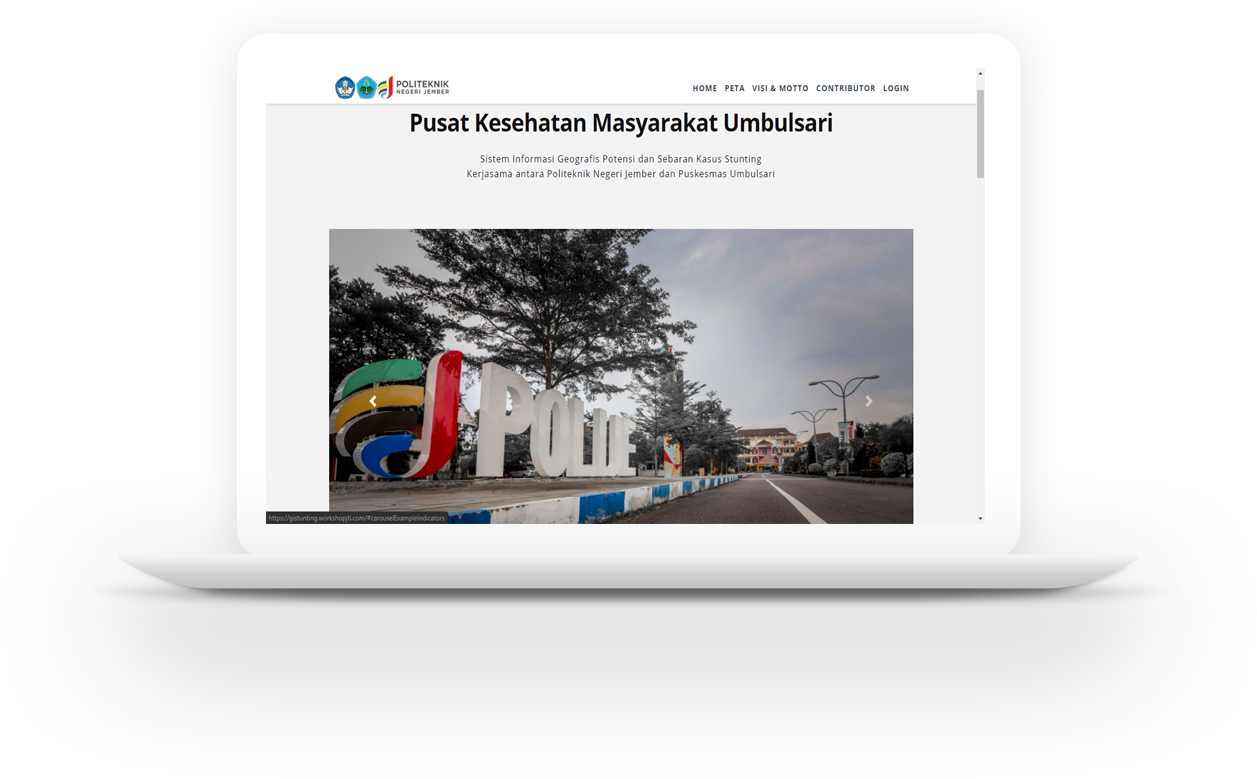 POLITEKNIK
NEGERI JEMBER
HOME PETA VISI & MOTTO CONTRIBUTOR LOGIN
Pusat Kesehatan Masyarakat Umbulsari
Sistem Informasi Geografis Potensi dan Sebaran Kasus Stunting
Kerjasama antara Politeknik Negeri Jember dan Puskesmas Umbulsari
POLIJE
https://gistunting.workshopjti.com/#carouselExampleIndicators